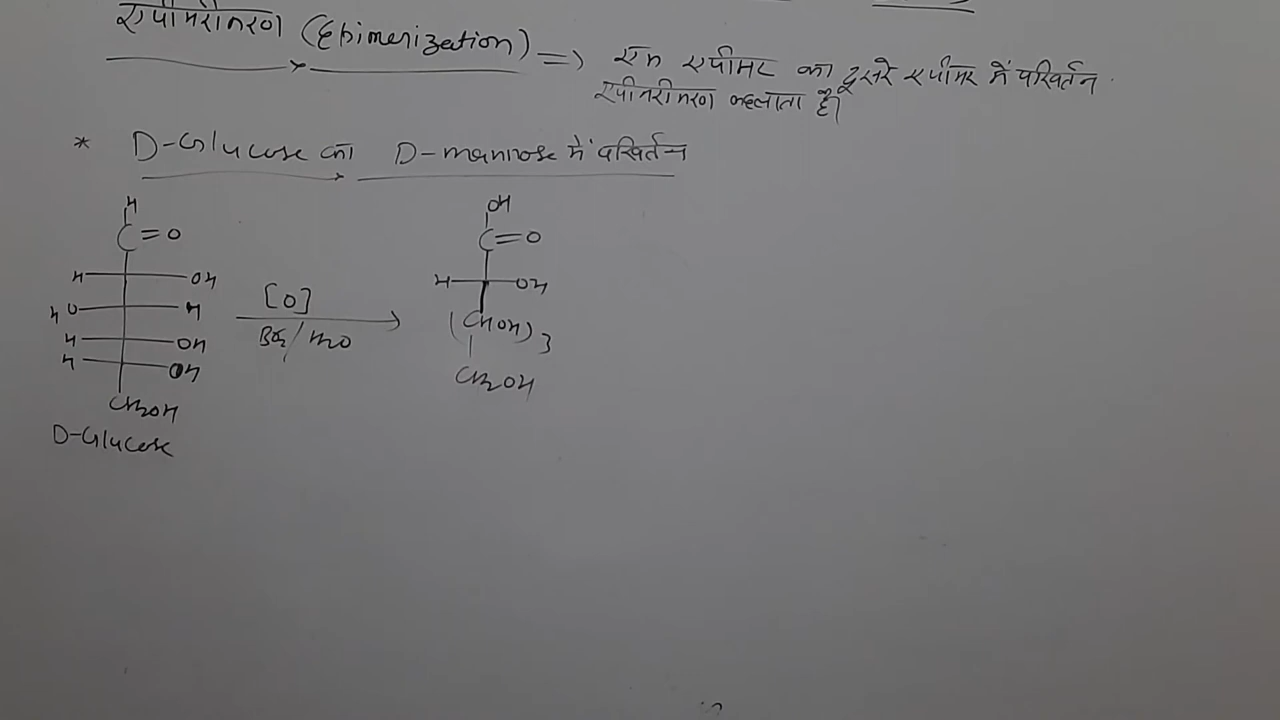 एपीमरीकरण (Epimerization) => एक एपीमर का दूसरे एपीमर में परिवर्तन
एपीमरीकरण कहलाता है।
* D-Glucose का D-mannose में परिवर्तन
H OH
C=O C=O
H OH H OH
HO H [O] (CHOH)3
H OH Br2/H2O
H OH CH2OH
CH2OH
D-Glucose